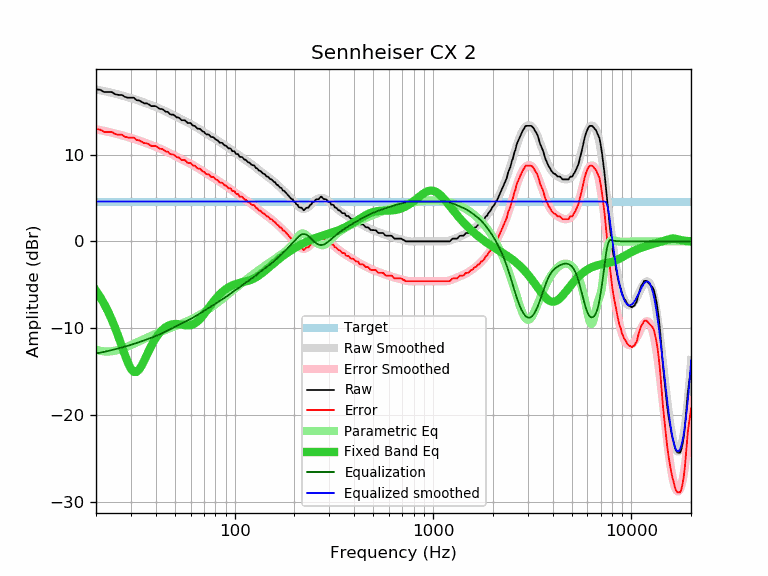 Sennheiser CX 2
Amplitude (dBr)
10
0
−10
−20
−30
Target
Raw Smoothed
Error Smoothed
Raw
Error
Parametric Eq
Fixed Band Eq
Equalization
Equalized smoothed
100
1000
10000
Frequency (Hz)